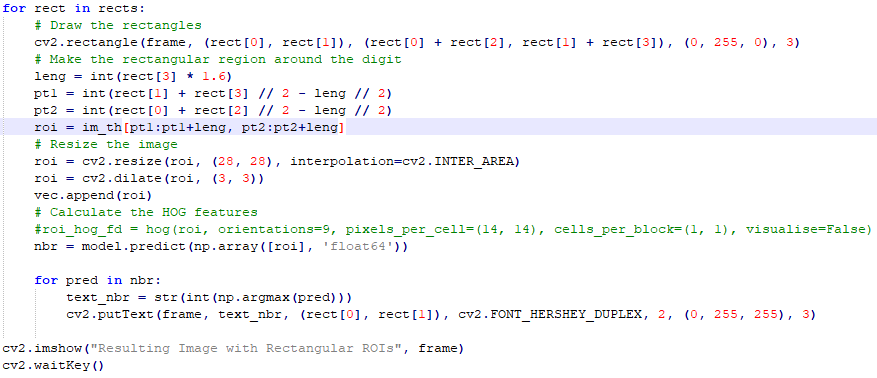 for rect in rects:
    # Draw the rectangles
    cv2.rectangle(frame, (rect[0], rect[1]), (rect[0] + rect[2], rect[1] + rect[3]), (0, 255, 0), 3)
    # Make the rectangular region around the digit
    leng = int(rect[3] * 1.6)
    pt1 = int(rect[1] + rect[3] // 2 - leng // 2)
    pt2 = int(rect[0] + rect[2] // 2 - leng // 2)
    roi = im_th[pt1:pt1+leng, pt2:pt2+leng]
    # Resize the image
    roi = cv2.resize(roi, (28, 28), interpolation=cv2.INTER_AREA)
    roi = cv2.dilate(roi, (3, 3))
    vec.append(roi)
    # Calculate the HOG features
    #roi_hog_fd = hog(roi, orientations=9, pixels_per_cell=(14, 14), cells_per_block=(1, 1), visualise=False)
    nbr = model.predict(np.array([roi], 'float64'))

    for pred in nbr:
        text_nbr = str(int(np.argmax(pred)))
        cv2.putText(frame, text_nbr, (rect[0], rect[1]), cv2.FONT_HERSHEY_DUPLEX, 2, (0, 255, 255), 3)

cv2.imshow("Resulting Image with Rectangular ROIs", frame)
cv2.waitKey()